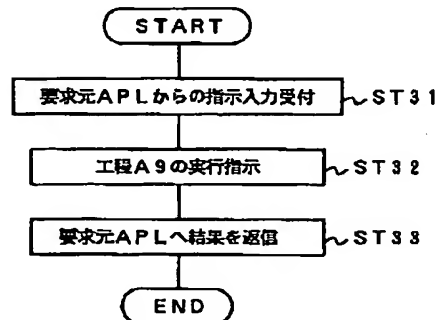 START
要求元APLからの指示入力受付
ST31
工程A9の実行指示
ST32
要求元APLへ結果を返信
ST33
END